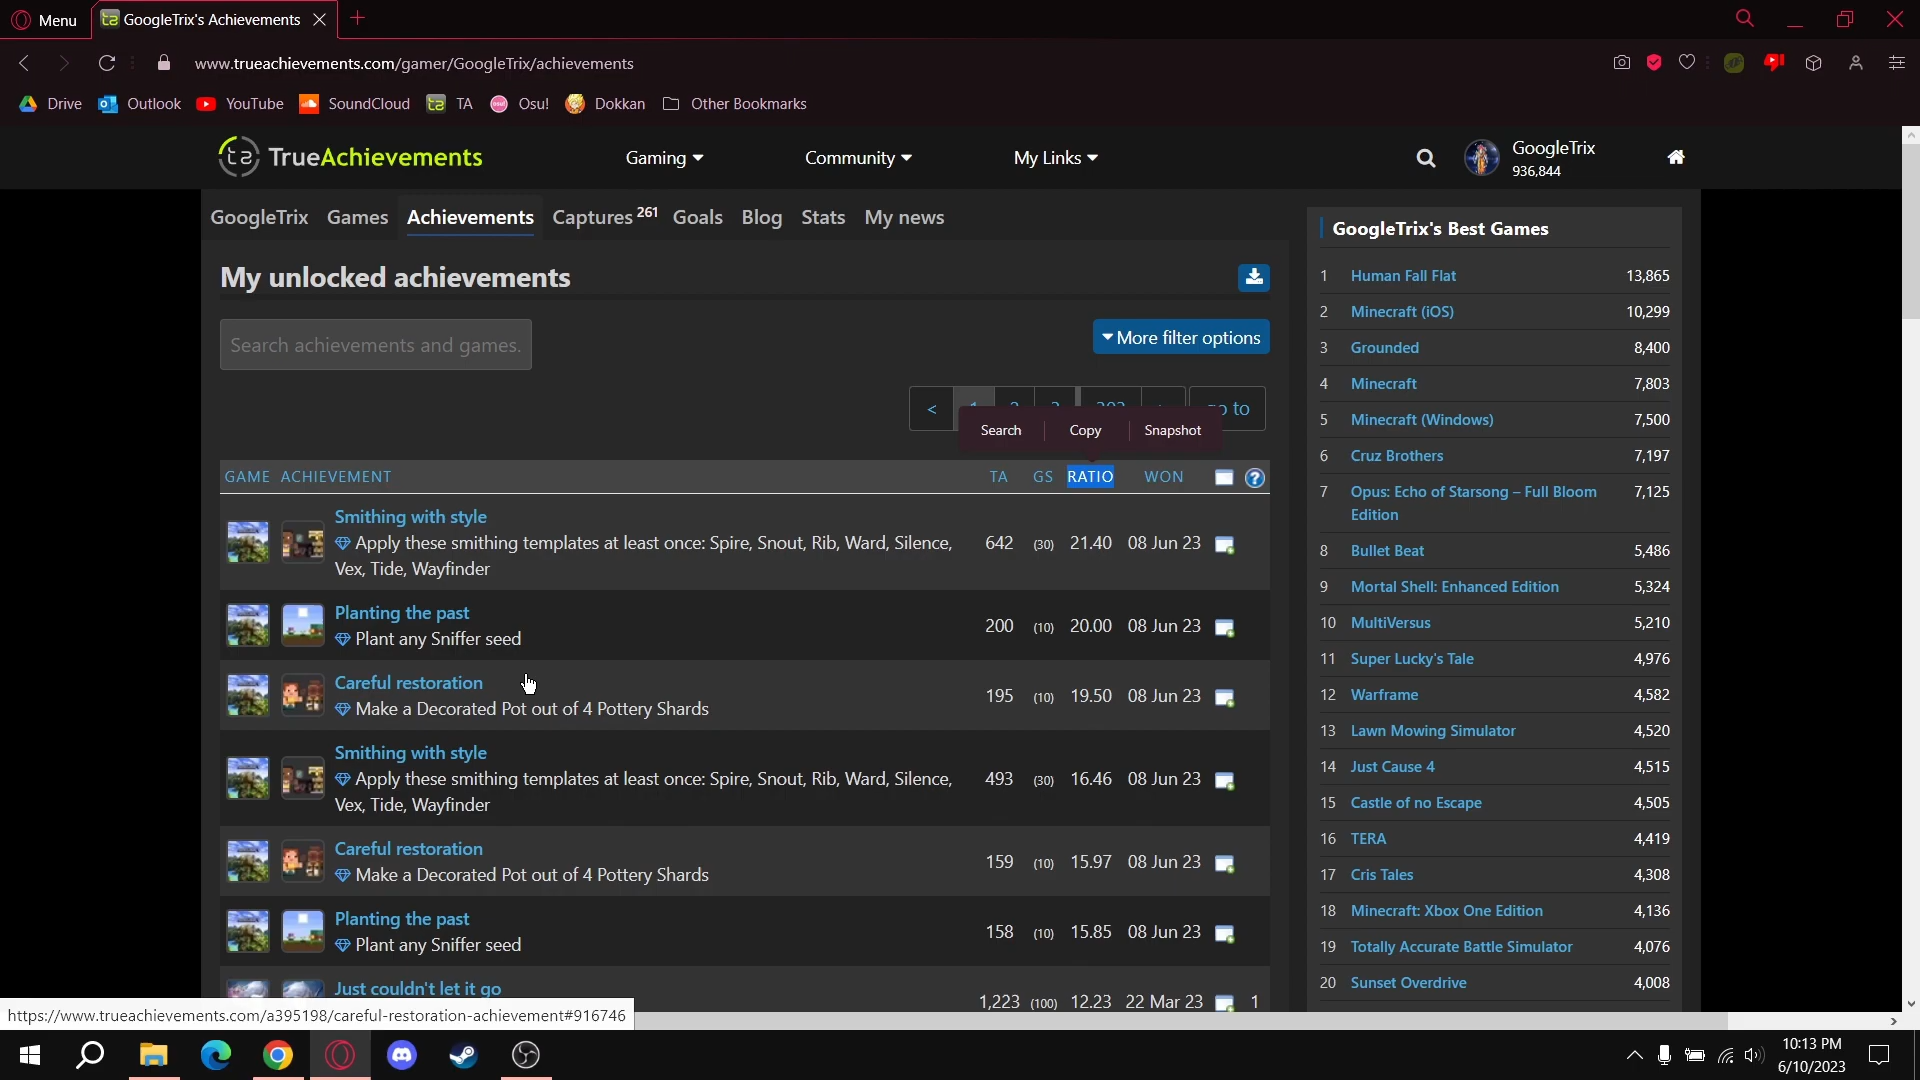 Menu
GoogleTrix's Achievements
www.trueachievements.com/gamer/GoogleTrix/achievements
Drive Outlook YouTube SoundCloud TA Osu! Dokkan Other Bookmarks
TrueAchievements
Gaming
Community
My Links
GoogleTrix
936,844
GoogleTrix Games Achievements Captures 261 Goals Blog Stats My news
My unlocked achievements
Search achievements and games.
More filter options
< 1 2 3 to
Search Copy Snapshot
GAME ACHIEVEMENT TA GS RATIO WON ?
Smithing with style
Apply these smithing templates at least once: Spire, Snout, Rib, Ward, Silence,
Vex, Tide, Wayfinder
642 (30) 21.40 08 Jun 23
Planting the past
Plant any Sniffer seed
200 (10) 20.00 08 Jun 23
Careful restoration
Make a Decorated Pot out of 4 Pottery Shards
195 (10) 19.50 08 Jun 23
Smithing with style
Apply these smithing templates at least once: Spire, Snout, Rib, Ward, Silence,
Vex, Tide, Wayfinder
493 (30) 16.46 08 Jun 23
Careful restoration
Make a Decorated Pot out of 4 Pottery Shards
159 (10) 15.97 08 Jun 23
Planting the past
Plant any Sniffer seed
158 (10) 15.85 08 Jun 23
Just couldn't let it go
1,223 (100) 12.23 22 Mar 23 1
GoogleTrix's Best Games
1 Human Fall Flat 13,865
2 Minecraft (iOS) 10,299
3 Grounded 8,400
4 Minecraft 7,803
5 Minecraft (Windows) 7,500
6 Cruz Brothers 7,197
7 Opus: Echo of Starsong – Full Bloom 7,125
Edition
8 Bullet Beat 5,486
9 Mortal Shell: Enhanced Edition 5,324
10 MultiVersus 5,210
11 Super Lucky's Tale 4,976
12 Warframe 4,582
13 Lawn Mowing Simulator 4,520
14 Just Cause 4 4,515
15 Castle of no Escape 4,505
16 TERA 4,419
17 Cris Tales 4,308
18 Minecraft: Xbox One Edition 4,136
19 Totally Accurate Battle Simulator 4,076
20 Sunset Overdrive 4,008
https://www.trueachievements.com/a395198/careful-restoration-achievement#916746
10:13 PM
6/10/2023